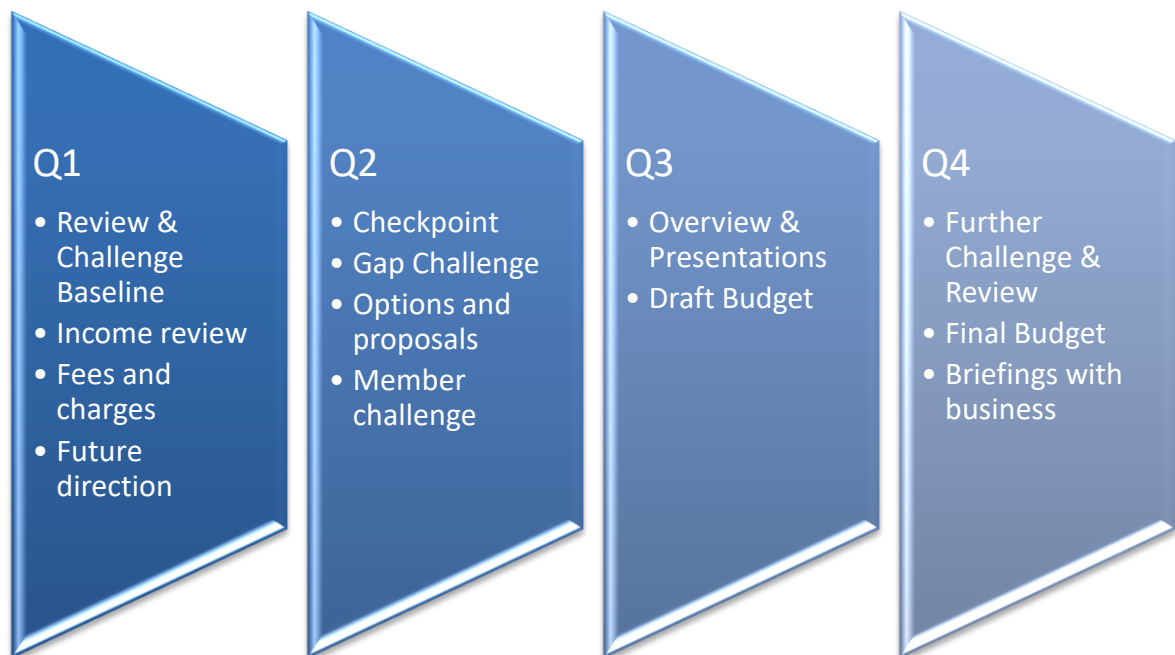 Q1
• Review &
Challenge
Baseline
• Income review
• Fees and
charges
• Future
direction
Q2
• Checkpoint
• Gap Challenge
• Options and
proposals
• Member
challenge
Q3
• Overview &
Presentations
• Draft Budget
Q4
• Further
Challenge &
Review
• Final Budget
• Briefings with
business